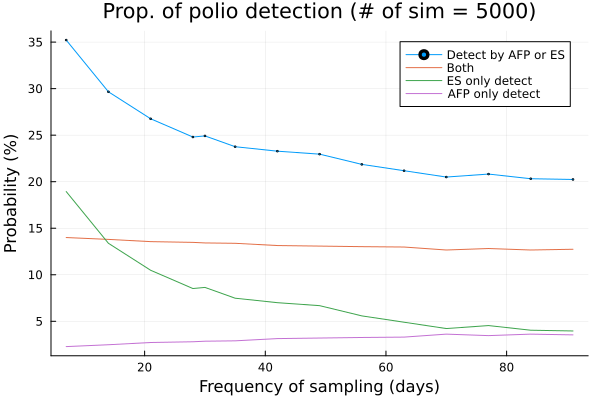 Prop. of polio detection (# of sim = 5000)
Probability (%)
35
30
25
20
15
10
5
Detect by AFP or ES
Both
ES only detect
AFP only detect
20
40
60
80
Frequency of sampling (days)